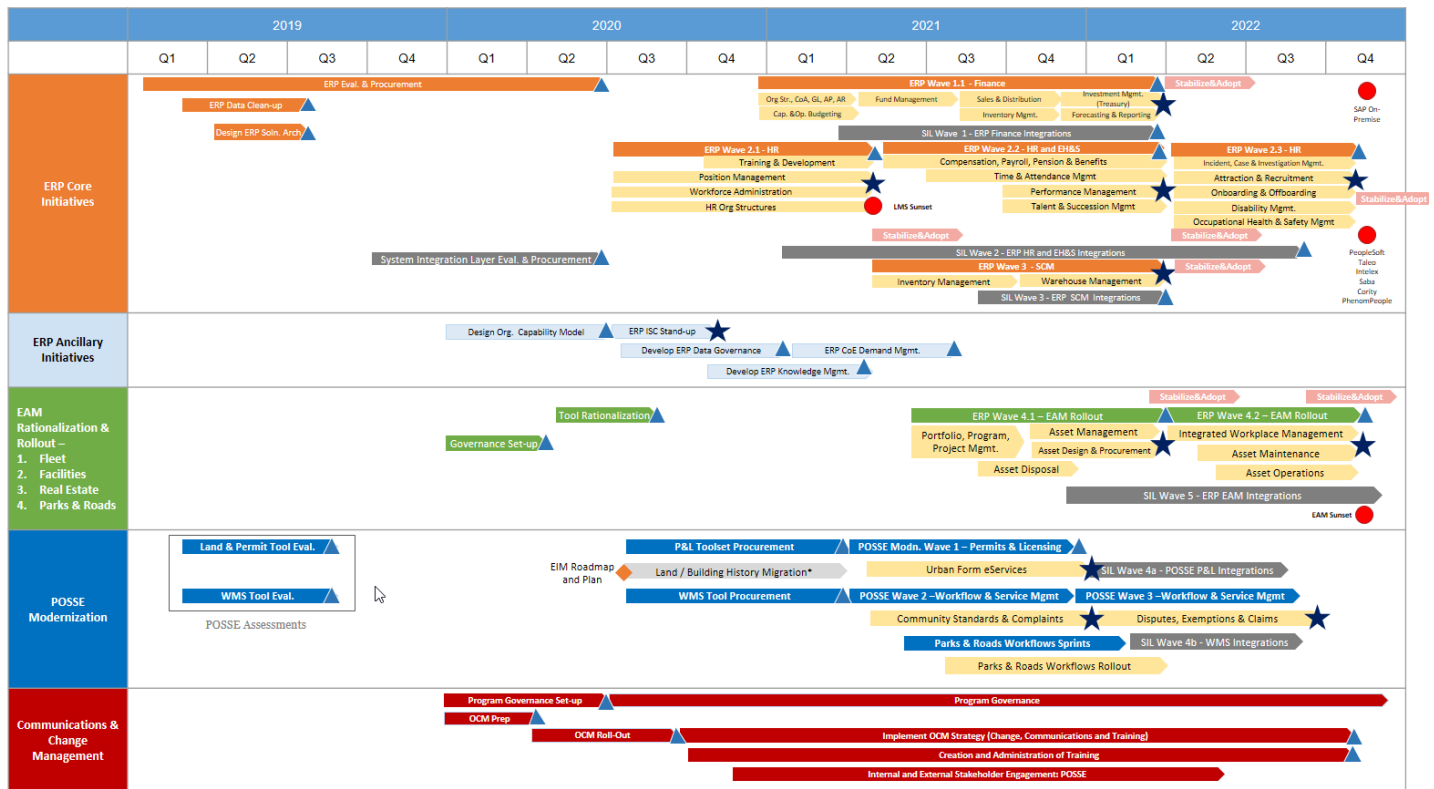 2019 2020 2021 2022
Q1 Q2 Q3 Q4 Q1 Q2 Q3 Q4 Q1 Q2 Q3 Q4 Q1 Q2 Q3 Q4
ERP Core
Initiatives
ERP Eval. & Procurement
ERP Wave 1.1 - Finance
Stabilize&Adopt
ERP Data Clean-up
Org Str., CoA, GL, AP, AR
Fund Management
Sales & Distribution
Investment Mgmt.
(Treasury)
SAP On-
Premise
Cap. &Op. Budgeting
Inventory Mgmt.
Forecasting & Reporting
Design ERP Soln. Arch
SIL Wave 1 - ERP Finance Integrations
ERP Wave 2.1 - HR
ERP Wave 2.2 - HR and EH&S
ERP Wave 2.3 - HR
Training & Development
Compensation, Payroll, Pension & Benefits
Incident, Case & Investigation Mgmt.
Position Management
Time & Attendance Mgmt
Attraction & Recruitment
Workforce Administration
Performance Management
Onboarding & Offboarding
Stabilize&Adopt
HR Org Structures
LMS Sunset
Talent & Succession Mgmt
Disability Mgmt.
Occupational Health & Safety Mgmt
Stabilize&Adopt
Stabilize&Adopt
System Integration Layer Eval. & Procurement
SIL Wave 2 - ERP HR and EH&S Integrations
PeopleSoft
Taleo
Intelex
Saba
Cority
PhenomPeople
ERP Wave 3 - SCM
Stabilize&Adopt
Inventory Management
Warehouse Management
SIL Wave 3 - ERP SCM Integrations
ERP Ancillary
Initiatives
Design Org. Capability Model
ERP ISC Stand-up
Develop ERP Data Governance
ERP CoE Demand Mgmt.
Develop ERP Knowledge Mgmt.
EAM
Rationalization &
Rollout –
1. Fleet
2. Facilities
3. Real Estate
4. Parks & Roads
Stabilize&Adopt
Stabilize&Adopt
Tool Rationalization
ERP Wave 4.1 – EAM Rollout
ERP Wave 4.2 – EAM Rollout
Governance Set-up
Portfolio, Program,
Project Mgmt.
Asset Management
Integrated Workplace Management
Asset Design & Procurement
Asset Maintenance
Asset Disposal
Asset Operations
SIL Wave 5 - ERP EAM Integrations
EAM Sunset
POSSE
Modernization
Land & Permit Tool Eval.
P&L Toolset Procurement
POSSE Modn. Wave 1 – Permits & Licensing
EIM Roadmap
and Plan
Land / Building History Migration*
Urban Form eServices
SIL Wave 4a - POSSE P&L Integrations
WMS Tool Eval.
WMS Tool Procurement
POSSE Wave 2 –Workflow & Service Mgmt
POSSE Wave 3 –Workflow & Service Mgmt
POSSE Assessments
Community Standards & Complaints
Disputes, Exemptions & Claims
Parks & Roads Workflows Sprints
SIL Wave 4b - WMS Integrations
Parks & Roads Workflows Rollout
Communications &
Change
Management
Program Governance Set-up
Program Governance
OCM Prep
OCM Roll-Out
Implement OCM Strategy (Change, Communications and Training)
Creation and Administration of Training
Internal and External Stakeholder Engagement: POSSE